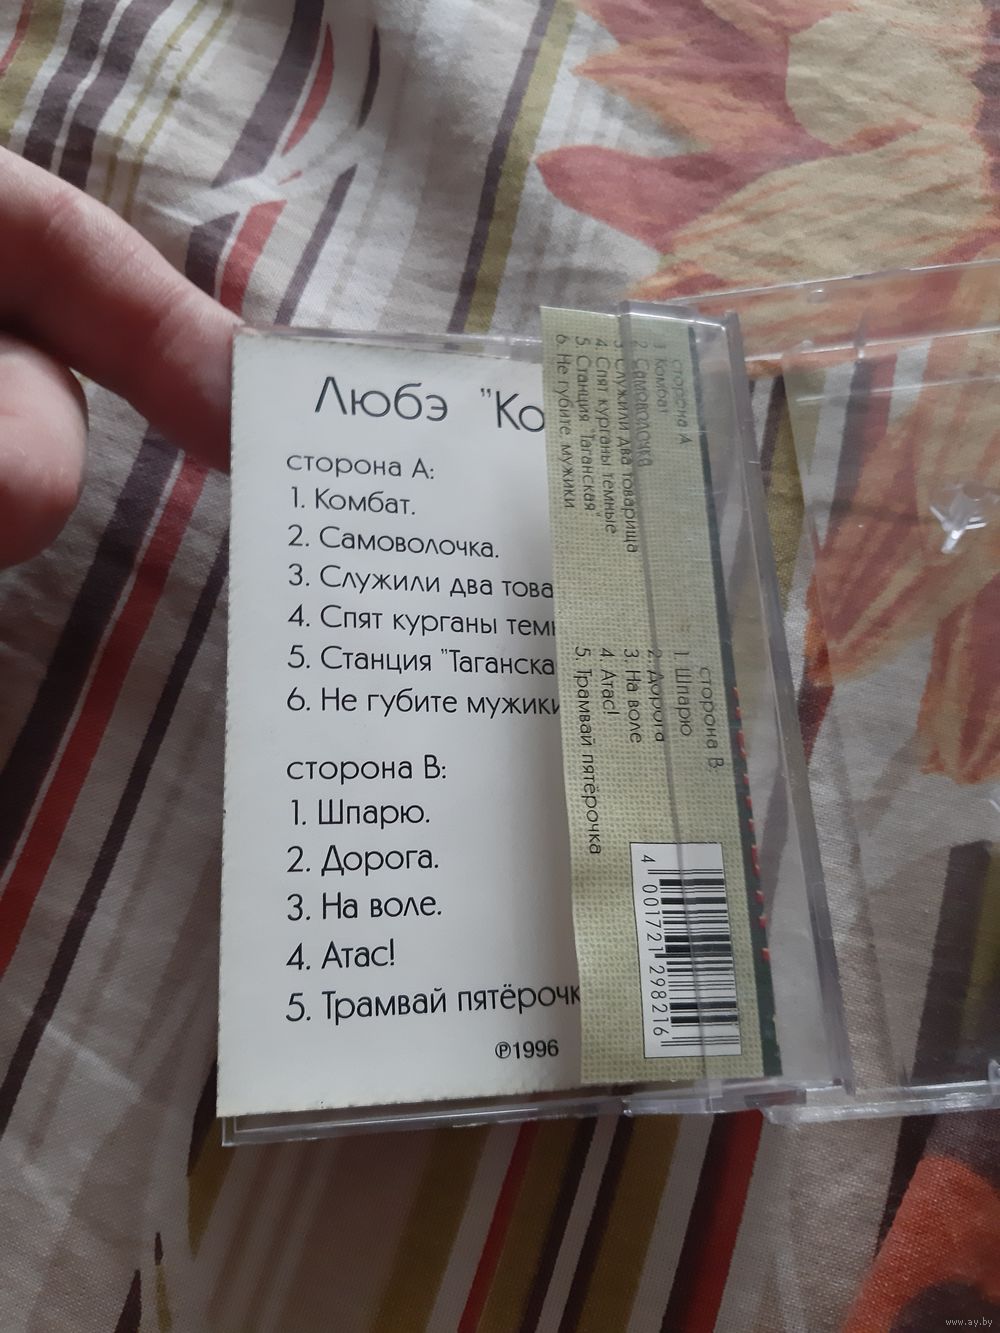 Любэ "Ко
сторона А:
1. Комбат.
2. Самоволочка.
3. Служили два това
4. Спят курганы темн
5. Станция "Таганска
6. Не губите мужики
сторона В:
1. Шпарю.
2. Дорога.
3. На воле.
4. Атас!
5. Трамвай пятёрочк
℗1996
сторона А
1. Комбат
2. Самоволочка
3. Служили два товарища
4. Спят курганы темные
5. Станция "Таганская"
6. Не губите мужики
сторона В:
1. Шпарю
2. Дорога
3. На воле
4. Атас!
5. Трамвай пятёрочка
4 001721 298216
www.ay.by